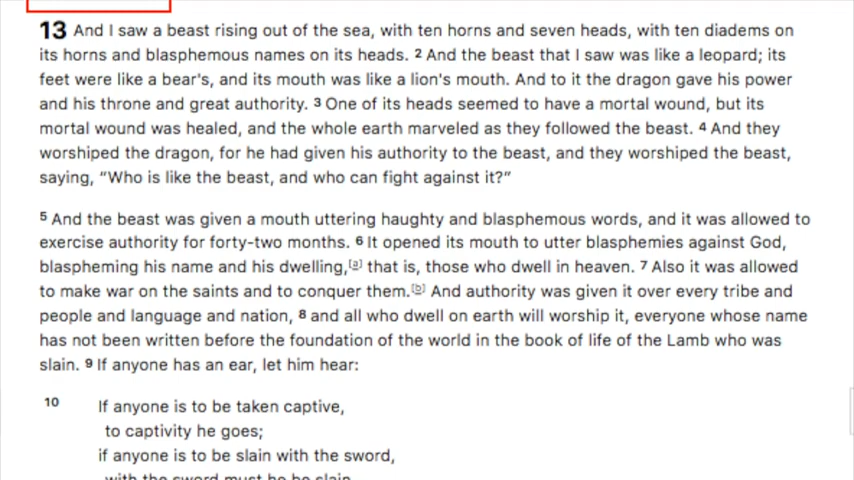 13 And I saw a beast rising out of the sea, with ten horns and seven heads, with ten diadems on
its horns and blasphemous names on its heads. 2 And the beast that I saw was like a leopard; its
feet were like a bear's, and its mouth was like a lion's mouth. And to it the dragon gave his power
and his throne and great authority. 3 One of its heads seemed to have a mortal wound, but its
mortal wound was healed, and the whole earth marveled as they followed the beast. 4 And they
worshiped the dragon, for he had given his authority to the beast, and they worshiped the beast,
saying, “Who is like the beast, and who can fight against it?”
5 And the beast was given a mouth uttering haughty and blasphemous words, and it was allowed to
exercise authority for forty-two months. 6 It opened its mouth to utter blasphemies against God,
blaspheming his name and his dwelling,[a] that is, those who dwell in heaven. 7 Also it was allowed
to make war on the saints and to conquer them.[b] And authority was given it over every tribe and
people and language and nation, 8 and all who dwell on earth will worship it, everyone whose name
has not been written before the foundation of the world in the book of life of the Lamb who was
slain. 9 If anyone has an ear, let him hear:
10 If anyone is to be taken captive,
to captivity he goes;
if anyone is to be slain with the sword,
with the sword must he be slain